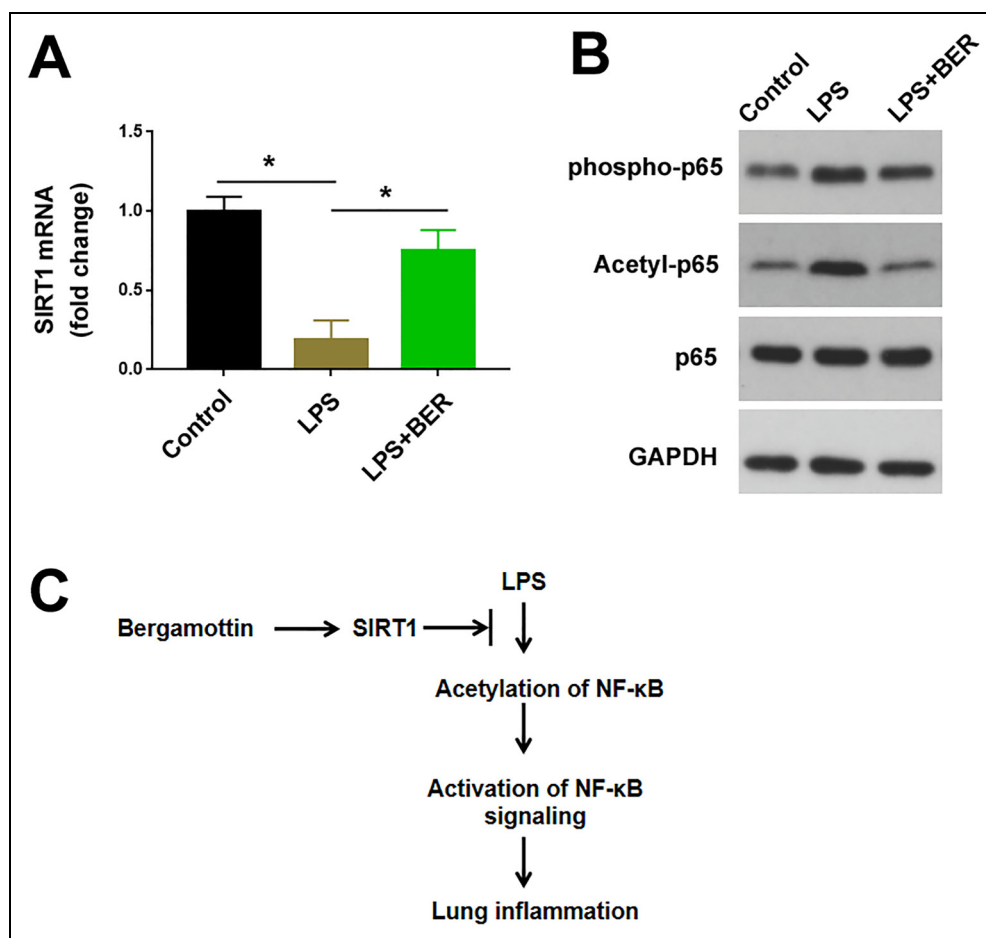 A
SIRT1 mRNA
(fold change)
1.5
1.0
0.5
0.0
*
*
Control
LPS
LPS+BER
B
Control
LPS
LPS+BER
phospho-p65
Acetyl-p65
p65
GAPDH
C
LPS
Bergamottin
SIRT1
Acetylation of NF-κB
Activation of NF-κB
signaling
Lung inflammation